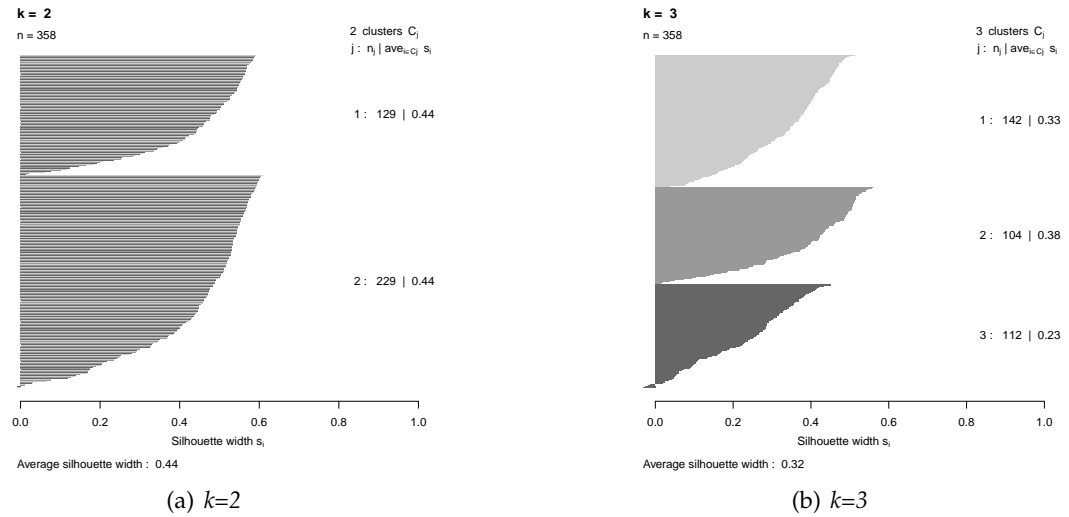 k = 2
n = 358
2 clusters Cj
j : nj | avei∈Cj si
1 : 129 | 0.44
2 : 229 | 0.44
0.0 0.2 0.4 0.6 0.8 1.0
Silhouette width si
Average silhouette width : 0.44
(a) k=2
k = 3
n = 358
3 clusters Cj
j : nj | avei∈Cj si
1 : 142 | 0.33
2 : 104 | 0.38
3 : 112 | 0.23
0.0 0.2 0.4 0.6 0.8 1.0
Silhouette width si
Average silhouette width : 0.32
(b) k=3